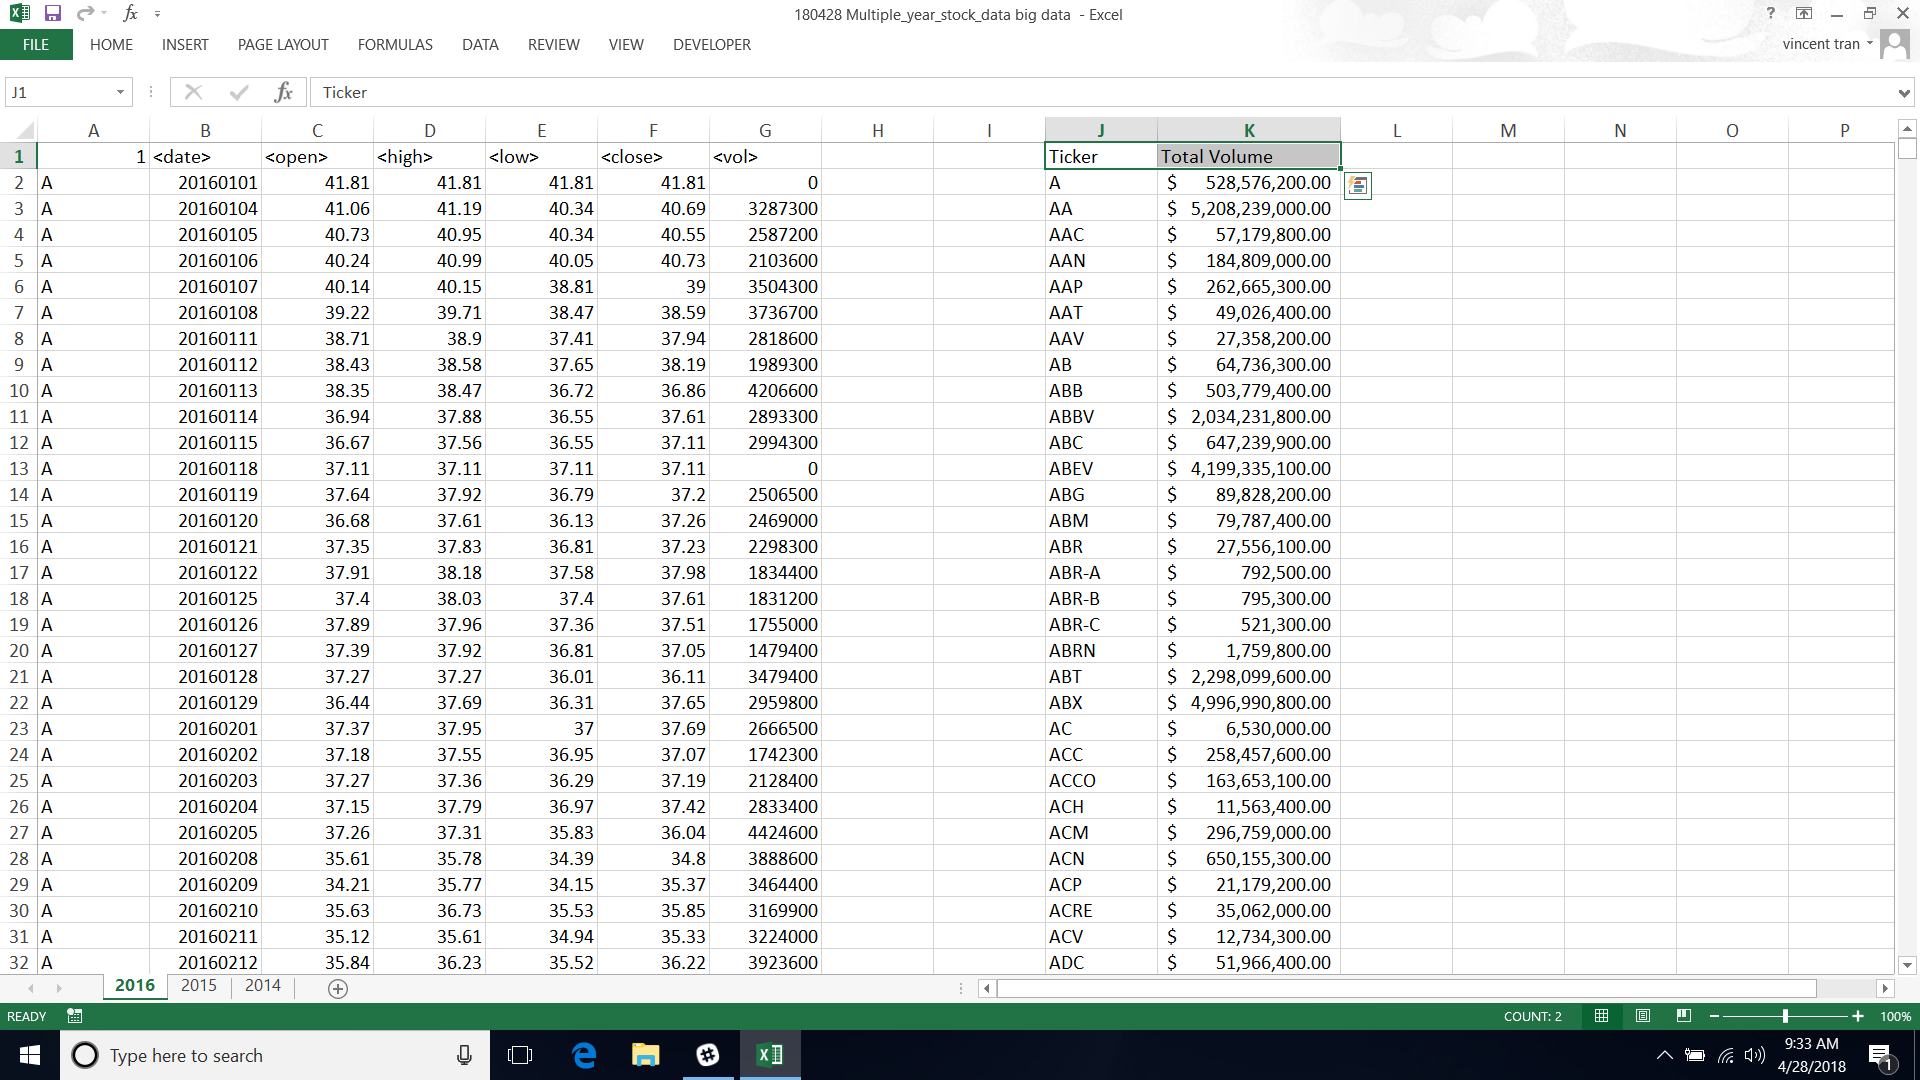 180428 Multiple_year_stock_data big data - Excel
FILE HOME INSERT PAGE LAYOUT FORMULAS DATA REVIEW VIEW DEVELOPER vincent tran
J1 fx Ticker
A B C D E F G H I J K L M N O P
1 1 <date> <open> <high> <low> <close> <vol> Ticker Total Volume
2 A 20160101 41.81 41.81 41.81 41.81 0 A $ 528,576,200.00
3 A 20160104 41.06 41.19 40.34 40.69 3287300 AA $ 5,208,239,000.00
4 A 20160105 40.73 40.95 40.34 40.55 2587200 AAC $ 57,179,800.00
5 A 20160106 40.24 40.99 40.05 40.73 2103600 AAN $ 184,809,000.00
6 A 20160107 40.14 40.15 38.81 39 3504300 AAP $ 262,665,300.00
7 A 20160108 39.22 39.71 38.47 38.59 3736700 AAT $ 49,026,400.00
8 A 20160111 38.71 38.9 37.41 37.94 2818600 AAV $ 27,358,200.00
9 A 20160112 38.43 38.58 37.65 38.19 1989300 AB $ 64,736,300.00
10 A 20160113 38.35 38.47 36.72 36.86 4206600 ABB $ 503,779,400.00
11 A 20160114 36.94 37.88 36.55 37.61 2893300 ABBV $ 2,034,231,800.00
12 A 20160115 36.67 37.56 36.55 37.11 2994300 ABC $ 647,239,900.00
13 A 20160118 37.11 37.11 37.11 37.11 0 ABEV $ 4,199,335,100.00
14 A 20160119 37.64 37.92 36.79 37.2 2506500 ABG $ 89,828,200.00
15 A 20160120 36.68 37.61 36.13 37.26 2469000 ABM $ 79,787,400.00
16 A 20160121 37.35 37.83 36.81 37.23 2298300 ABR $ 27,556,100.00
17 A 20160122 37.91 38.18 37.58 37.98 1834400 ABR-A $ 792,500.00
18 A 20160125 37.4 38.03 37.4 37.61 1831200 ABR-B $ 795,300.00
19 A 20160126 37.89 37.96 37.36 37.51 1755000 ABR-C $ 521,300.00
20 A 20160127 37.39 37.92 36.81 37.05 1479400 ABRN $ 1,759,800.00
21 A 20160128 37.27 37.27 36.01 36.11 3479400 ABT $ 2,298,099,600.00
22 A 20160129 36.44 37.69 36.31 37.65 2959800 ABX $ 4,996,990,800.00
23 A 20160201 37.37 37.95 37 37.69 2666500 AC $ 6,530,000.00
24 A 20160202 37.18 37.55 36.95 37.07 1742300 ACC $ 258,457,600.00
25 A 20160203 37.27 37.36 36.29 37.19 2128400 ACCO $ 163,653,100.00
26 A 20160204 37.15 37.79 36.97 37.42 2833400 ACH $ 11,563,400.00
27 A 20160205 37.26 37.31 35.83 36.04 4424600 ACM $ 296,759,000.00
28 A 20160208 35.61 35.78 34.39 34.8 3888600 ACN $ 650,155,300.00
29 A 20160209 34.21 35.77 34.15 35.37 3464400 ACP $ 21,179,200.00
30 A 20160210 35.63 36.73 35.53 35.85 3169900 ACRE $ 35,062,000.00
31 A 20160211 35.12 35.61 34.94 35.33 3224000 ACV $ 12,734,300.00
32 A 20160212 35.84 36.23 35.52 36.22 3923600 ADC $ 51,966,400.00
2016 2015 2014
READY COUNT: 2 100%
Type here to search 9:33 AM
4/28/2018 1